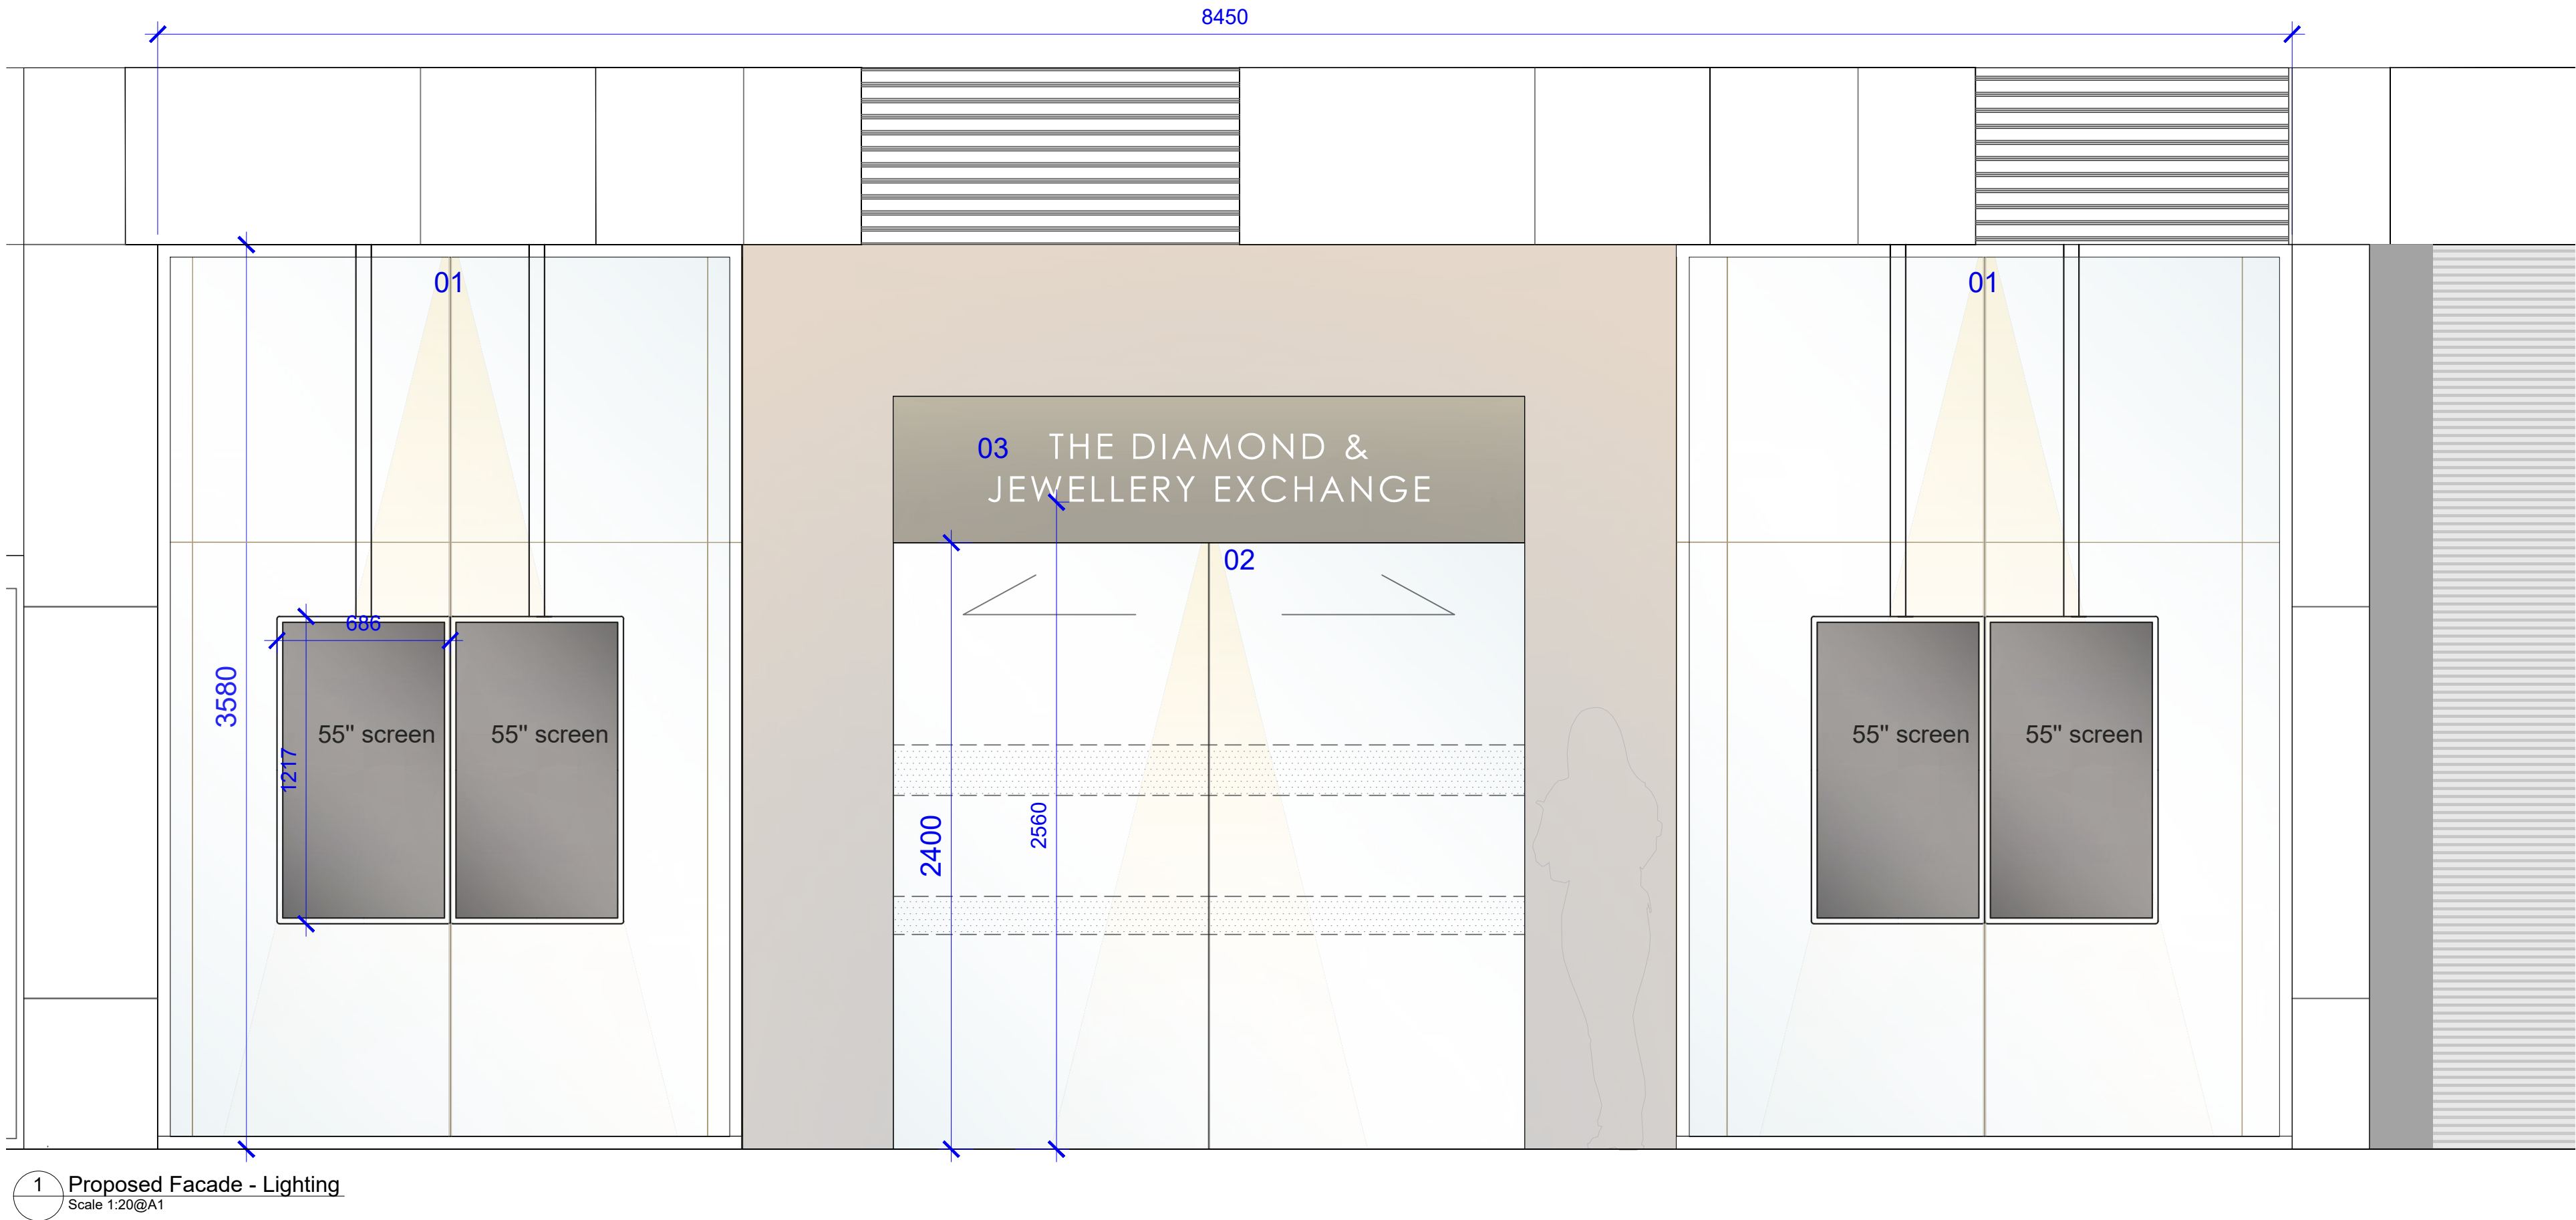 8450
01
01
03
THE DIAMOND &
JEWELLERY EXCHANGE
02
686
3580
55" screen
55" screen
55" screen
55" screen
1217
2400
2560
1
Proposed Facade - Lighting
Scale 1:20@A1